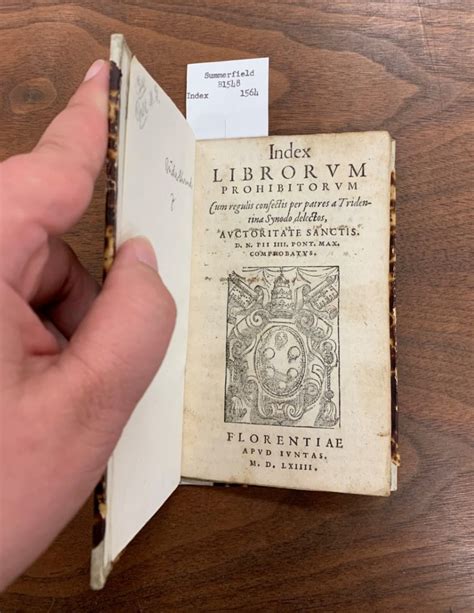 Summerfield
B1548
Index 1564
Index
LIBRORVM
PROHIBITORVM
Cum regulis confectis per patres a Triden-
tina Synodo delectos,
AVCTORITATE SANCTIS.
D. N. PII IIII, PONT. MAX.
COMPROBATVS.
FLORENTIAE
APVD IVNTAS.
M. D. LXIIII.